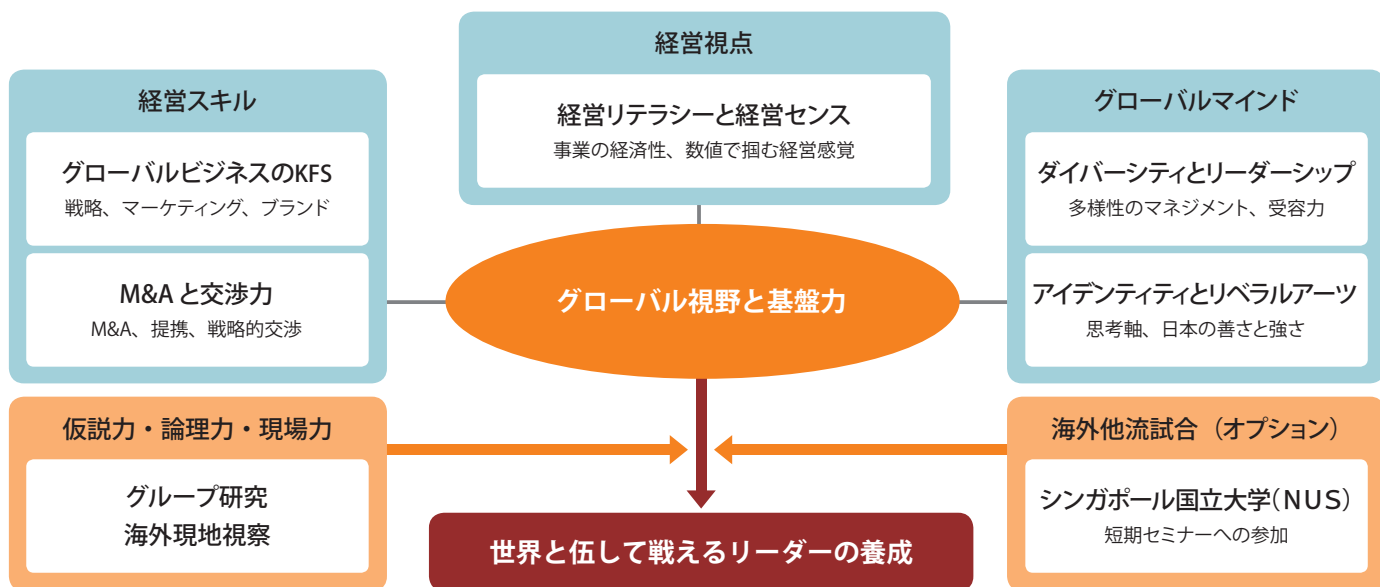 経営視点
経営リテラシーと経営センス
事業の経済性、数値で掴む経営感覚
経営スキル
グローバルビジネスのKFS
戦略、マーケティング、ブランド
M&A と交渉力
M&A、提携、戦略的交渉
グローバルマインド
ダイバーシティとリーダーシップ
多様性のマネジメント、受容力
アイデンティティとリベラルアーツ
思考軸、日本の善さと強さ
グローバル視野と基盤力
仮説力・論理力・現場力
グループ研究
海外現地視察
海外他流試合（オプション）
シンガポール国立大学(NUS)
短期セミナーへの参加
世界と伍して戦えるリーダーの養成